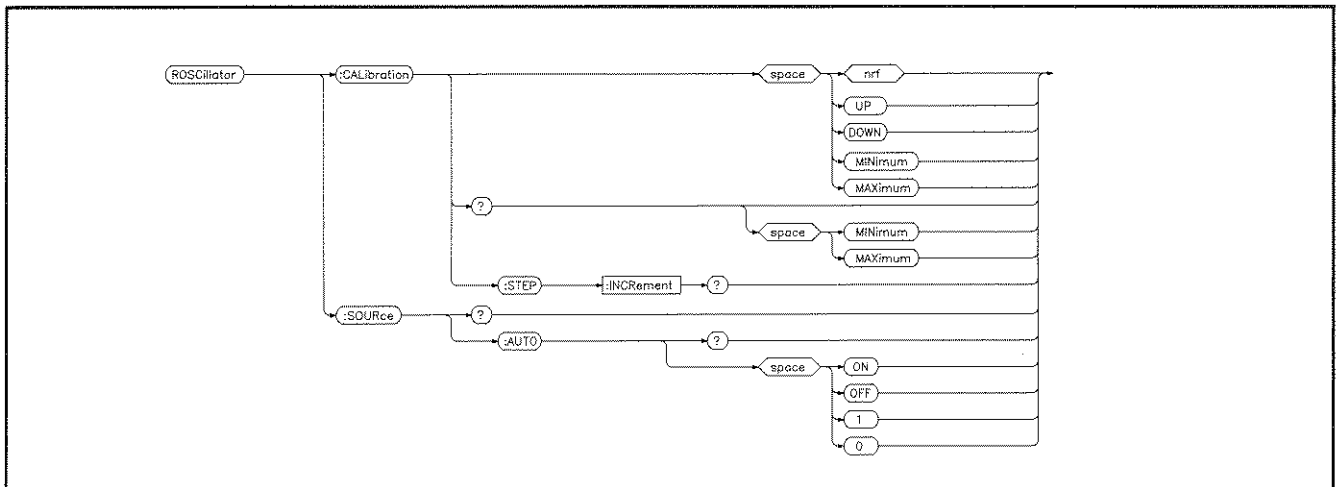 ROSCillator :CALibration space nrf
UP
DOWN
MINimum
MAXimum
?
space MINimum
MAXimum
:STEP :INCRement ?
:SOURce ?
:AUTO ?
space ON
OFF
1
0